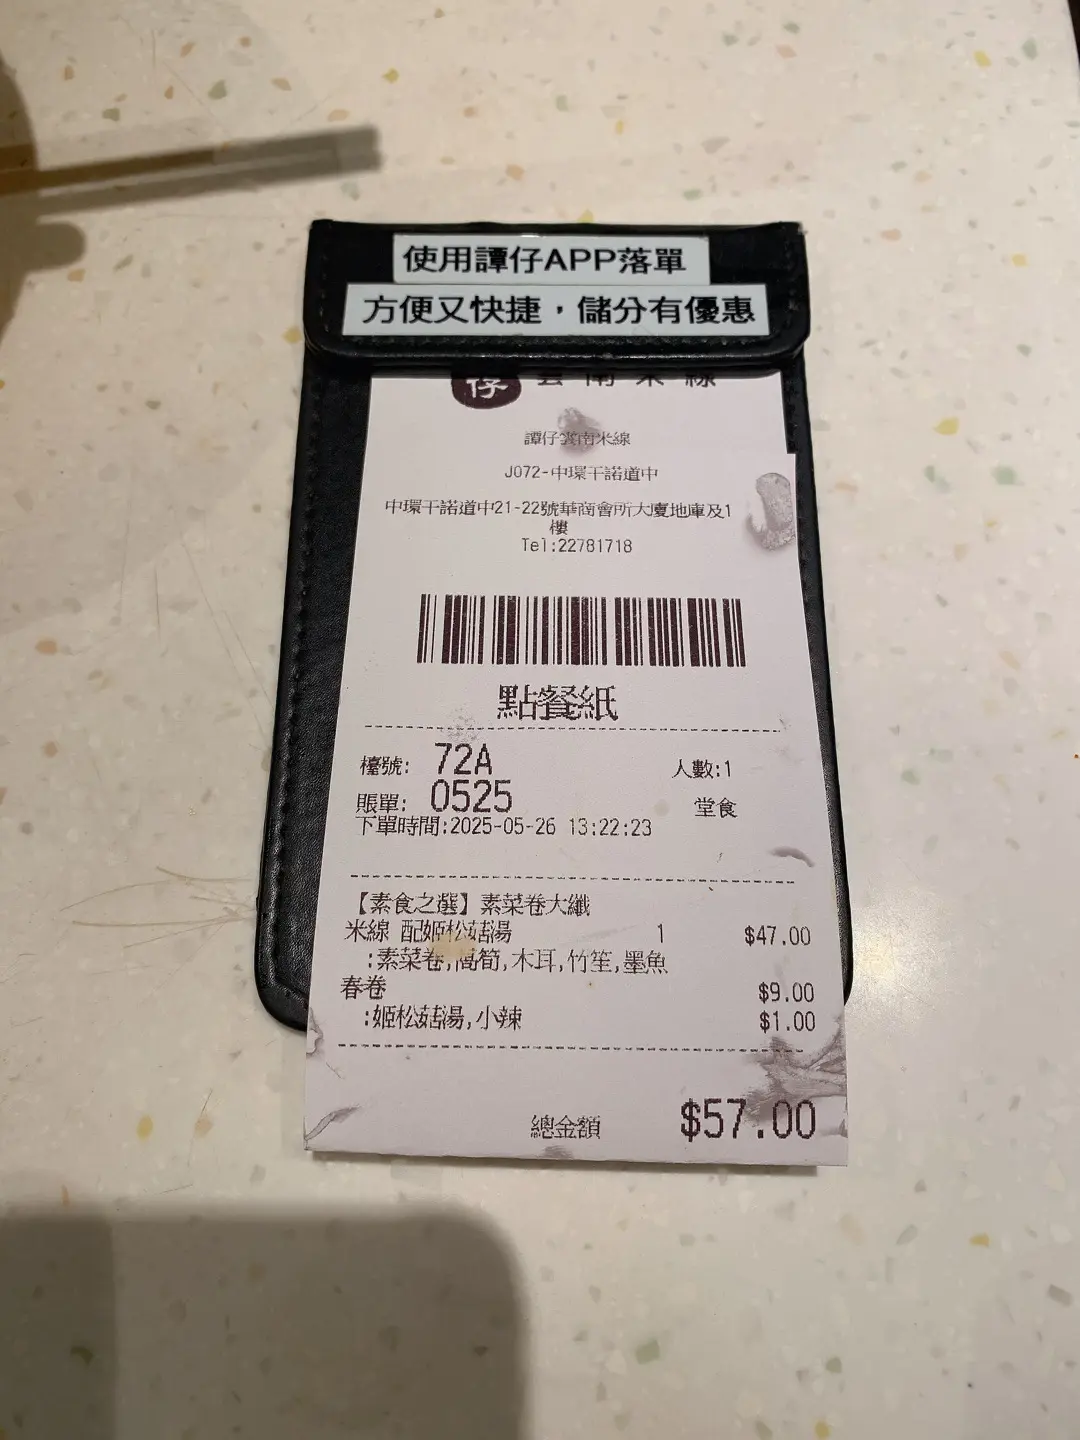 使用譚仔APP落單
方便又快捷，儲分有優惠
仔 雲南米線
譚仔雲南米線
J072-中環干諾道中
中環干諾道中21-22號華商會所大廈地庫及1
樓
Tel:22781718
點餐紙
檯號: 72A 人數:1
賬單: 0525 堂食
下單時間:2025-05-26 13:22:23
【素食之選】素菜卷大纖
米線 配姬松菇湯 1 $47.00
:素菜卷,萵筍,木耳,竹笙,墨魚
春卷 $9.00
:姬松菇湯,小辣 $1.00
總金額 $57.00